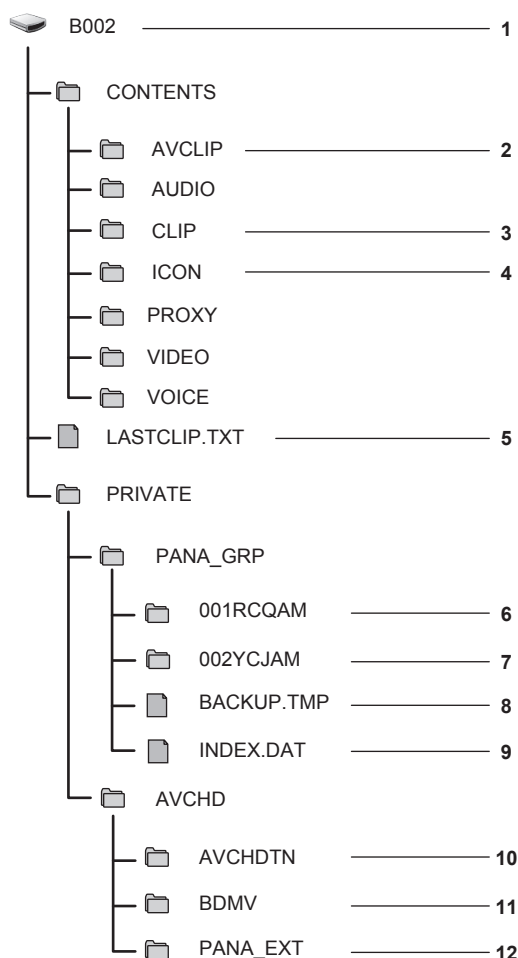 B002 1
CONTENTS
AVCLIP 2
AUDIO
CLIP 3
ICON 4
PROXY
VIDEO
VOICE
LASTCLIP.TXT 5
PRIVATE
PANA_GRP
001RCQAM 6
002YCJAM 7
BACKUP.TMP 8
INDEX.DAT 9
AVCHD
AVCHDTN 10
BDMV 11
PANA_EXT 12